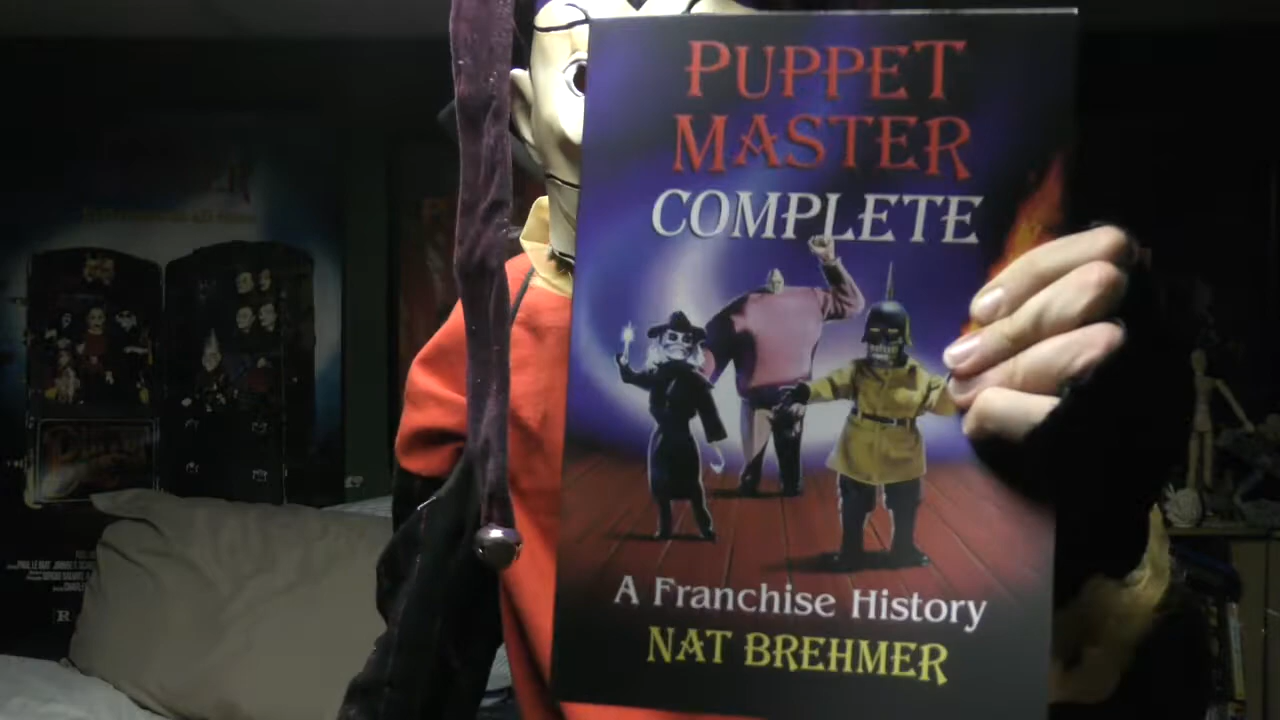 PUPPET
MASTER
COMPLETE
A Franchise History
NAT BREHMER
R